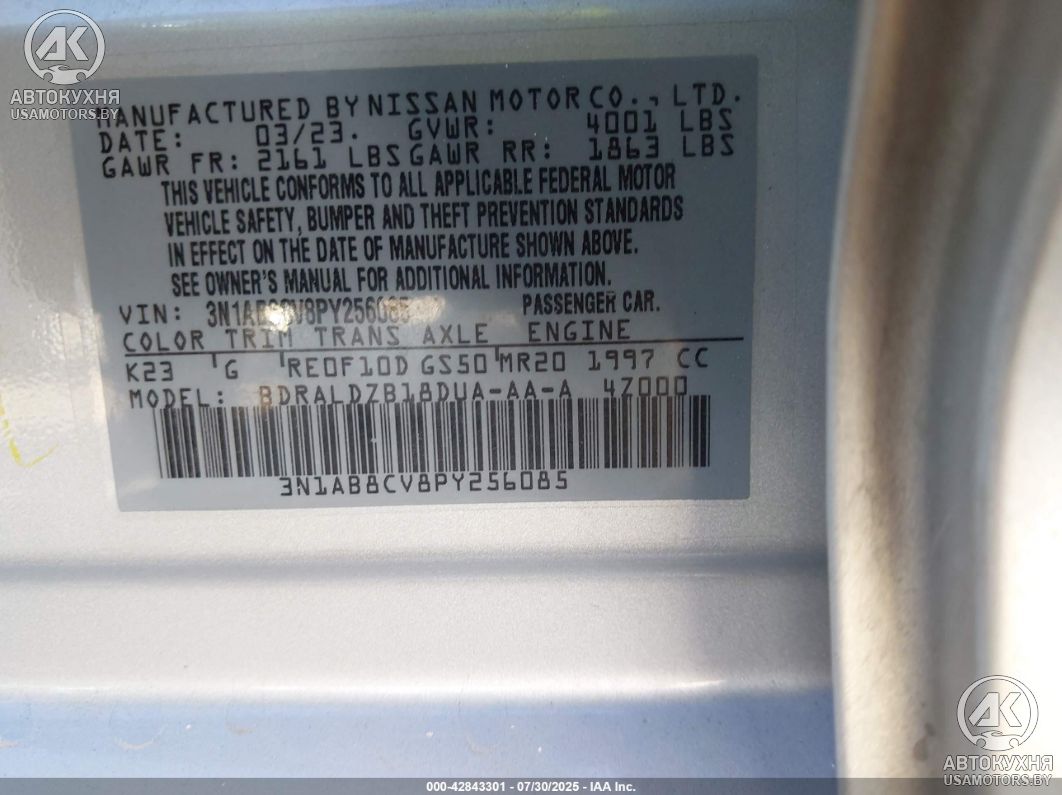 AK
АВТОКУХНЯ
USAMOTORS.BY
MANUFACTURED BY NISSAN MOTOR CO., LTD.
DATE: 03/23. GVWR: 4001 LBS
GAWR FR: 2161 LBS GAWR RR: 1863 LBS
THIS VEHICLE CONFORMS TO ALL APPLICABLE FEDERAL MOTOR
VEHICLE SAFETY, BUMPER AND THEFT PREVENTION STANDARDS
IN EFFECT ON THE DATE OF MANUFACTURE SHOWN ABOVE.
SEE OWNER'S MANUAL FOR ADDITIONAL INFORMATION.
VIN: 3N1AB8CV8PY256085 PASSENGER CAR.
COLOR TRIM TRANS AXLE ENGINE
K23 G RE0F10D GS50 MR20 1997 CC
MODEL: BDRALDZB18DUA-AA-A 4Z000
3N1AB8CV8PY256085
AK
АВТОКУХНЯ
USAMOTORS.BY
000-42843301 - 07/30/2025 - IAA Inc.